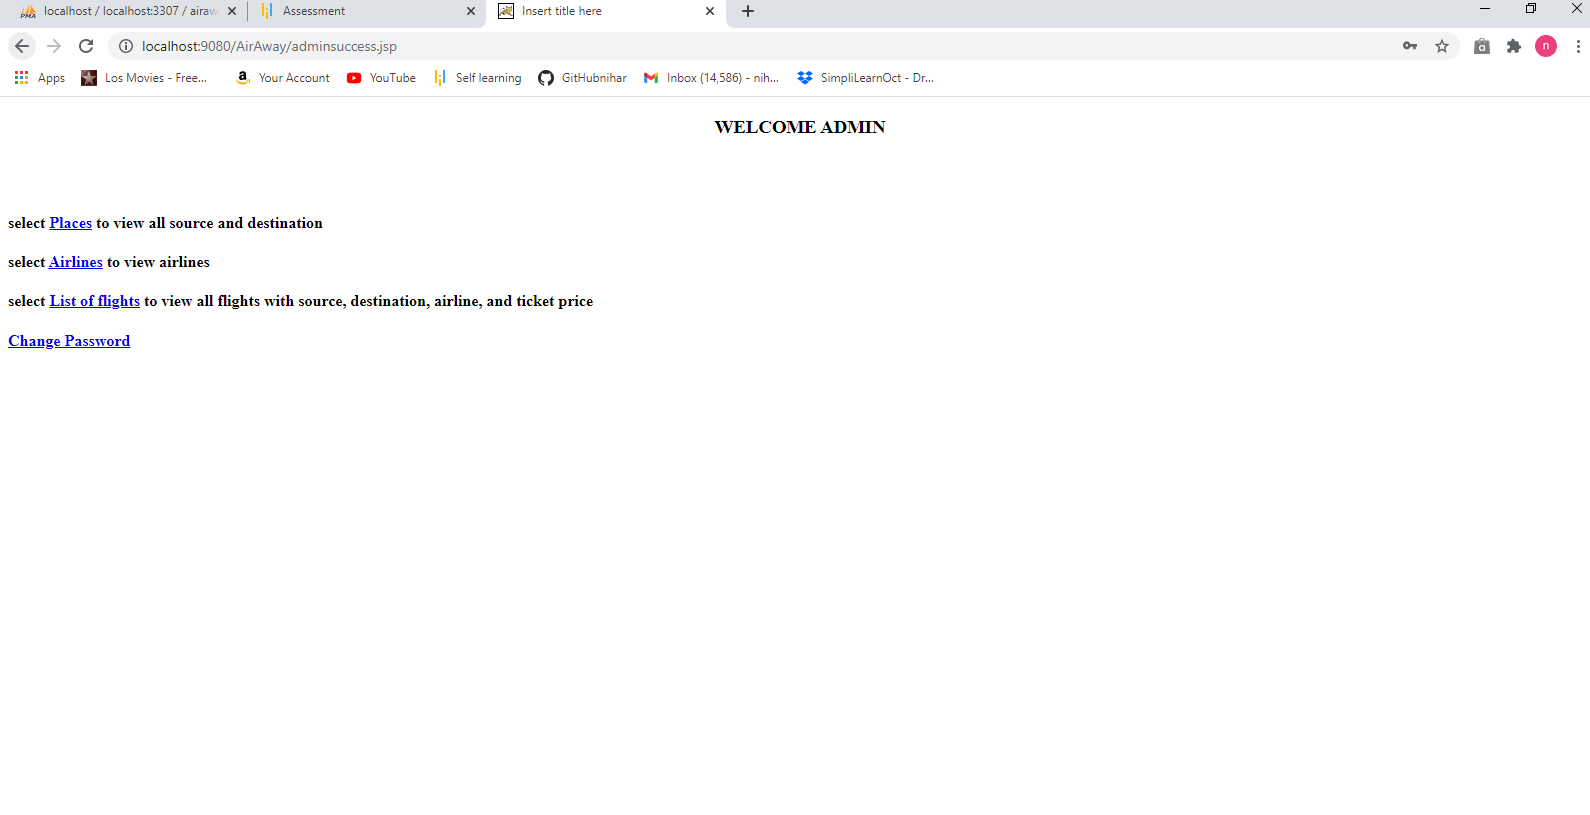 localhost / localhost:3307 / airaw
Assessment
Insert title here
localhost:9080/AirAway/adminsuccess.jsp
n
Apps
Los Movies - Free...
Your Account
YouTube
Self learning
GitHubnihar
Inbox (14,586) - nih...
SimpliLearnOct - Dr...
WELCOME ADMIN
select Places to view all source and destination
select Airlines to view airlines
select List of flights to view all flights with source, destination, airline, and ticket price
Change Password